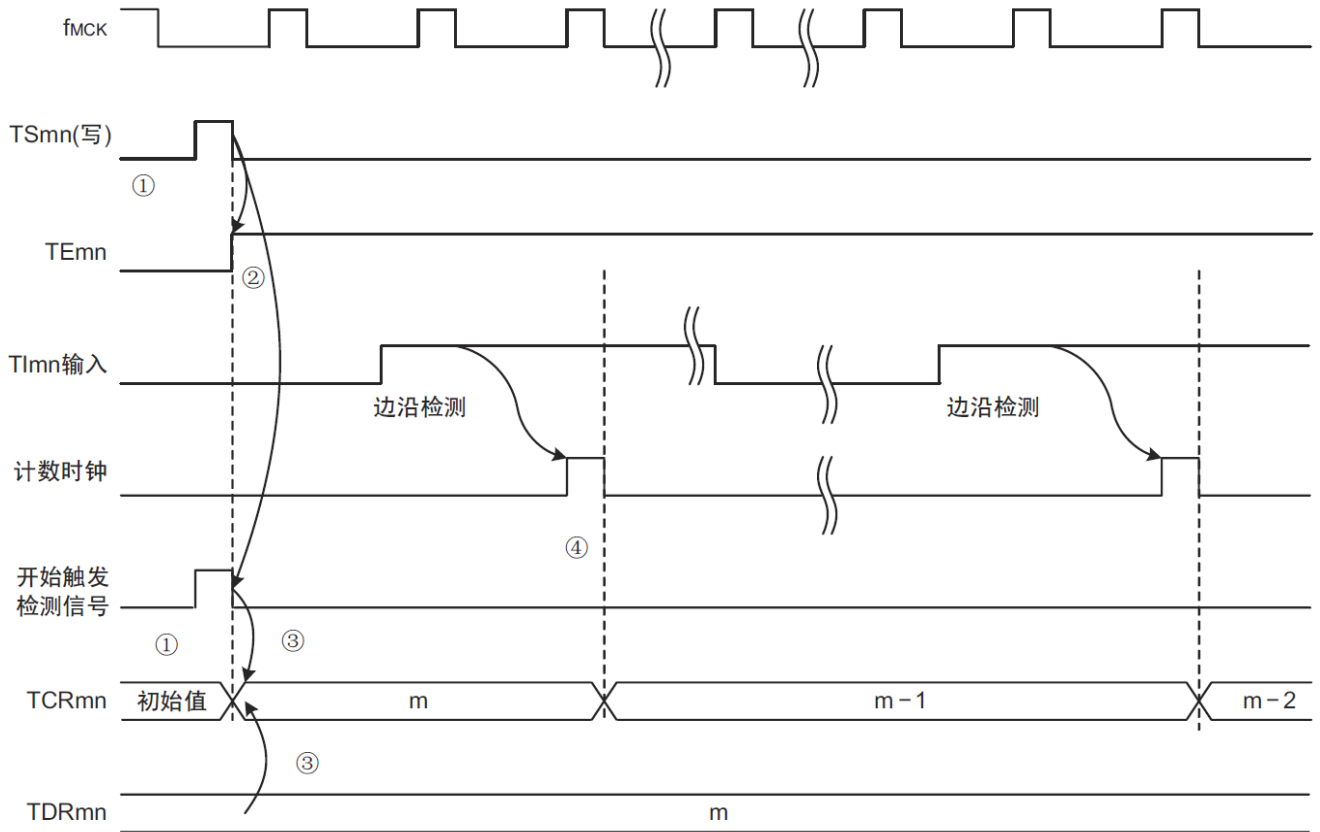 fMCK
TSmn(写)
①
TEmn
②
TImn输入
边沿检测 边沿检测
计数时钟
④
开始触发
检测信号
① ③
TCRmn 初始值 m m-1 m-2
③
TDRmn m